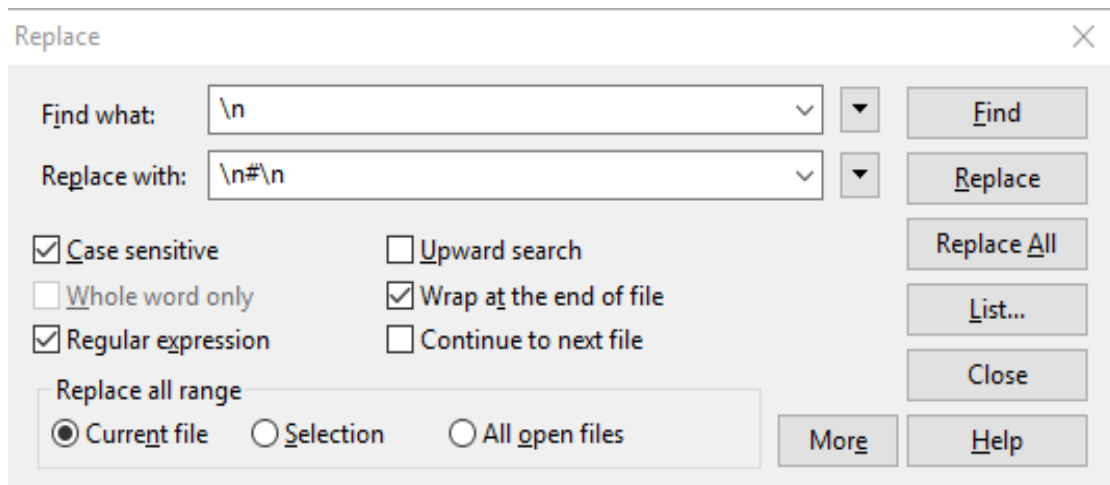 Replace
Find what: \n Find
Replace with: \n#\n Replace
Case sensitive Upward search Replace All
Whole word only Wrap at the end of file List...
Regular expression Continue to next file
Replace all range Close
Current file Selection All open files More Help